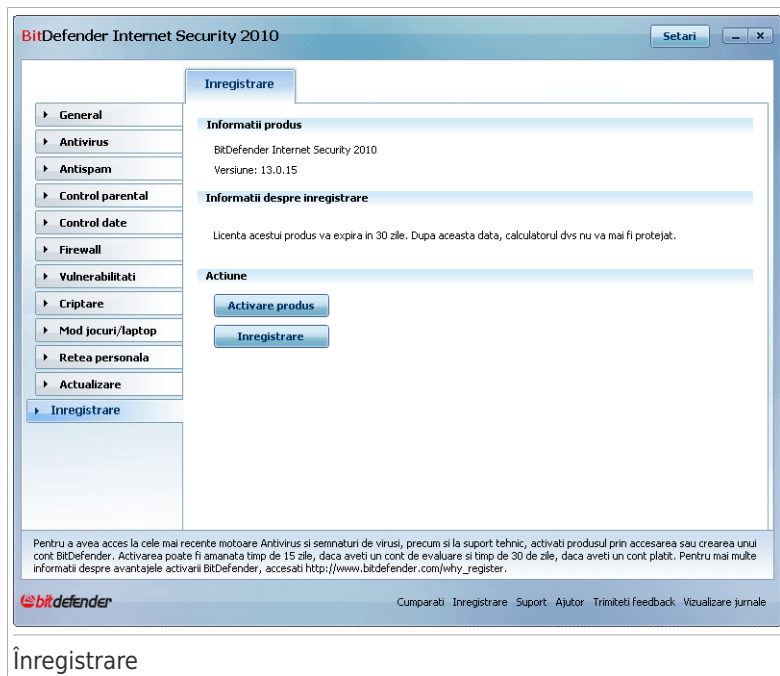 BitDefender Internet Security 2010
Setari
Inregistrare
General
Antivirus
Antispam
Control parental
Control date
Firewall
Vulnerabilitati
Criptare
Mod jocuri/laptop
Retea personala
Actualizare
Inregistrare
Informatii produs
BitDefender Internet Security 2010
Versiune: 13.0.15
Informatii despre inregistrare
Licenta acestui produs va expira in 30 zile. Dupa aceasta data, calculatorul dvs nu va mai fi protejat.
Actiune
Activare produs
Inregistrare
Pentru a avea acces la cele mai recente motoare Antivirus si semnaturi de virusi, precum si la suport tehnic, activati produsul prin accesarea sau crearea unui
cont BitDefender. Activarea poate fi amanata timp de 15 zile, daca aveti un cont de evaluare si timp de 30 de zile, daca aveti un cont platit. Pentru mai multe
informatii despre avantajele activarii BitDefender, accesati http://www.bitdefender.com/why_register.
bitdefender
Cumparati Inregistrare Suport Ajutor Trimiteti feedback Vizualizare jurnale
Înregistrare